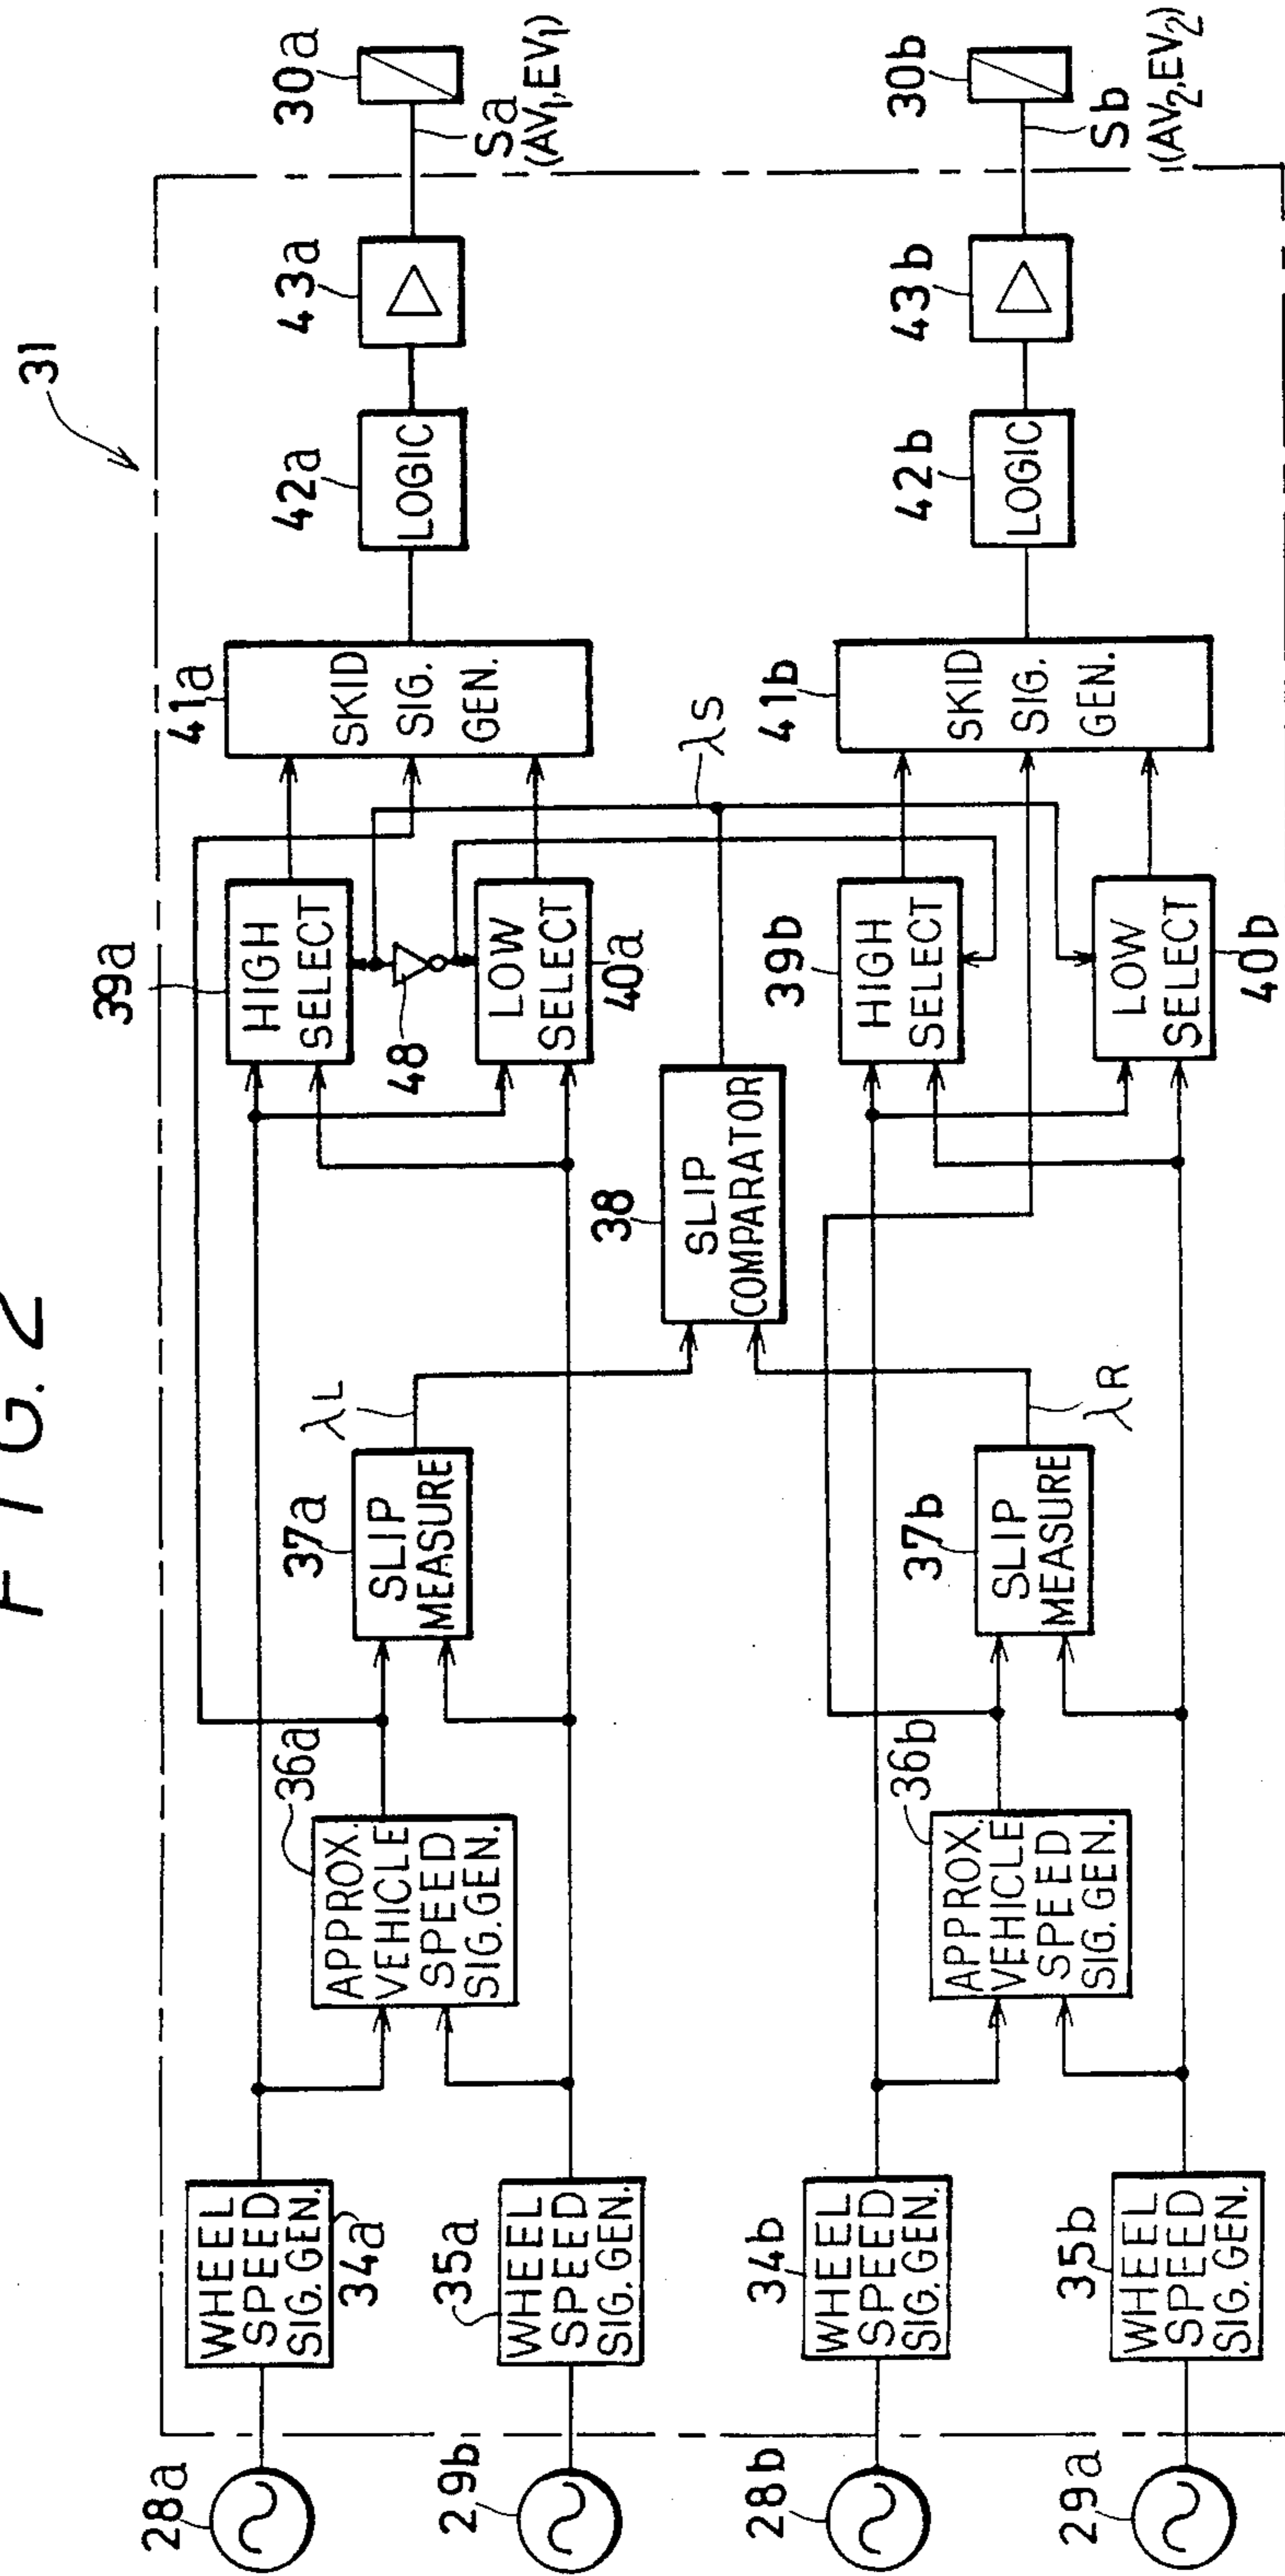 FIG. 2
31
28a
WHEEL
SPEED
SIG. GEN.
34a
29b
35a
WHEEL
SPEED
SIG. GEN.
APPROX.
VEHICLE
SPEED
SIG. GEN.
36a
37a
SLIP
MEASURE
λL
39a
HIGH
SELECT
48
LOW
SELECT
40a
41a
SKID
SIG.
GEN.
42a
LOGIC
43a
30a
Sa
(AV1,EV1)
38
SLIP
COMPARATOR
λS
28b
34b
WHEEL
SPEED
SIG. GEN.
29a
35b
WHEEL
SPEED
SIG. GEN.
APPROX.
VEHICLE
SPEED
SIG. GEN.
36b
37b
SLIP
MEASURE
λR
39b
HIGH
SELECT
LOW
SELECT
40b
41b
SKID
SIG.
GEN.
42b
LOGIC
43b
30b
Sb
(AV2,EV2)